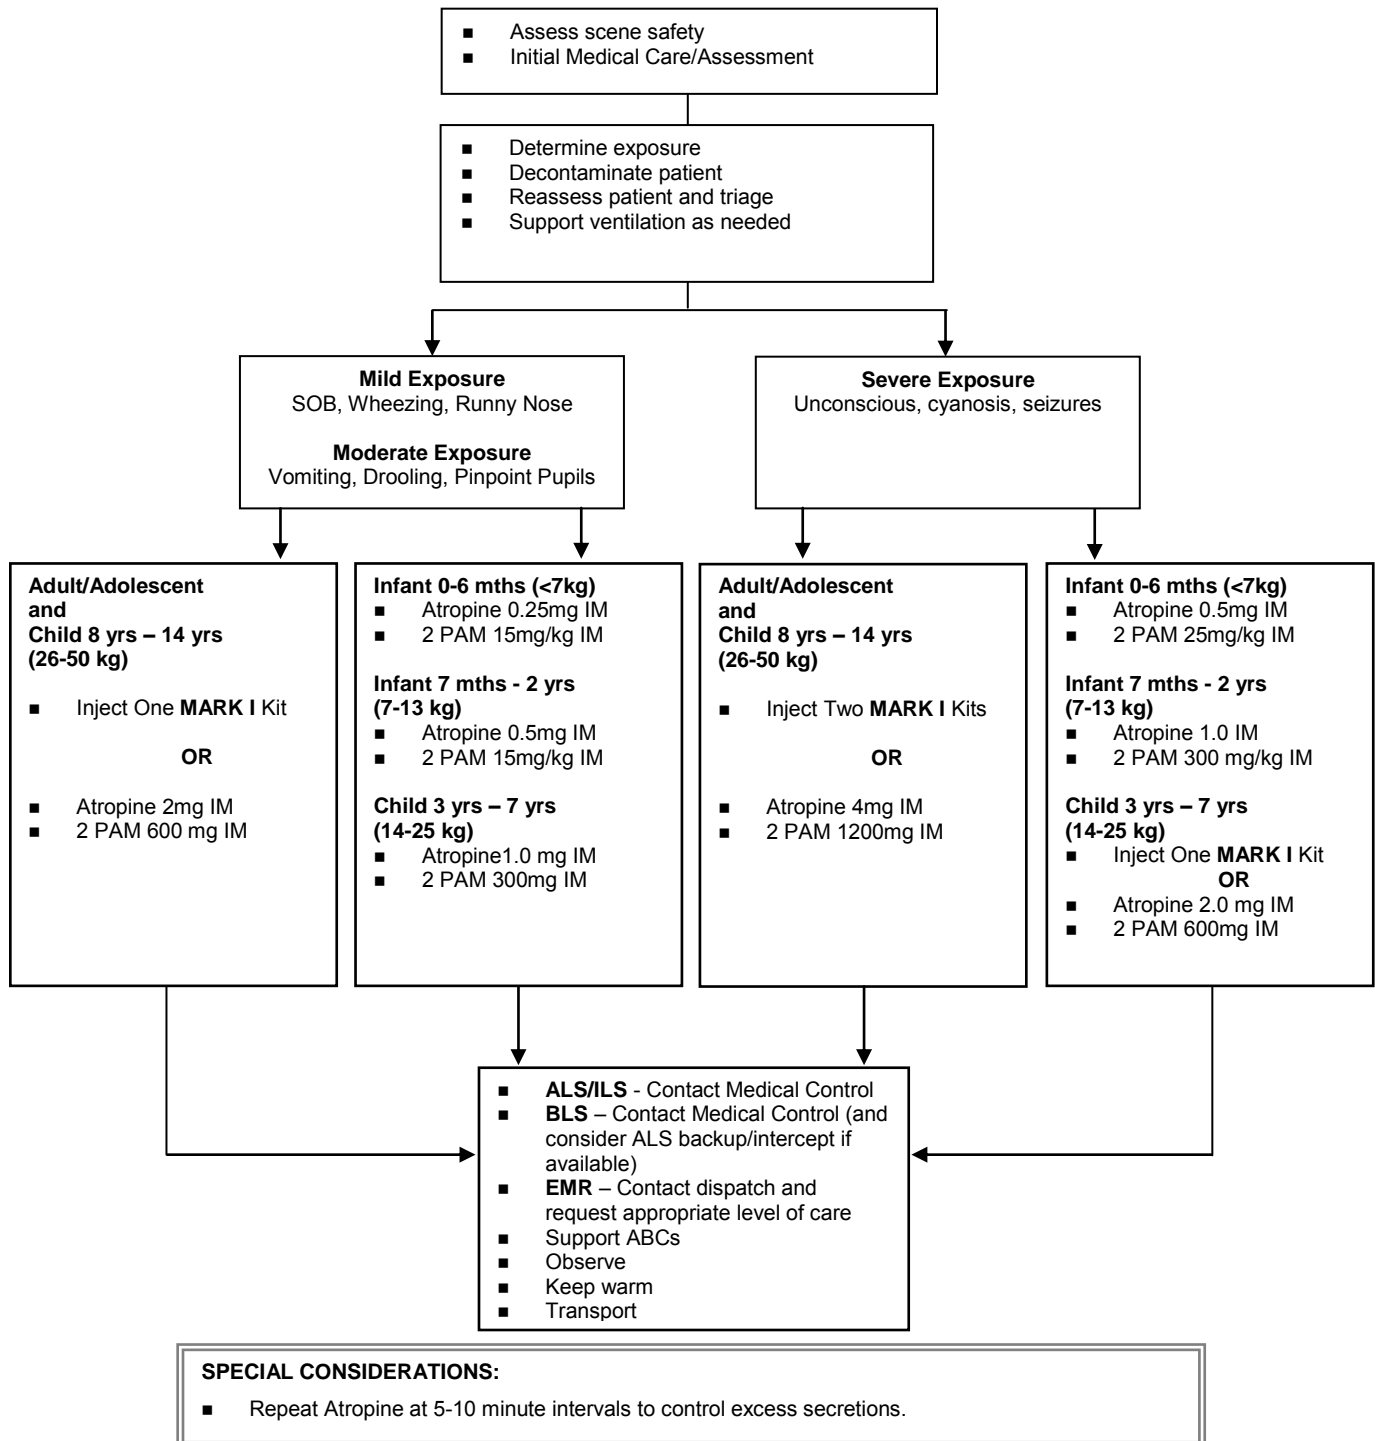 ■ Assess scene safety
■ Initial Medical Care/Assessment
■ Determine exposure
■ Decontaminate patient
■ Reassess patient and triage
■ Support ventilation as needed
Mild Exposure
SOB, Wheezing, Runny Nose
Moderate Exposure
Vomiting, Drooling, Pinpoint Pupils
Severe Exposure
Unconscious, cyanosis, seizures
Adult/Adolescent
and
Child 8 yrs – 14 yrs
(26-50 kg)
■ Inject One MARK I Kit
OR
■ Atropine 2mg IM
■ 2 PAM 600 mg IM
Infant 0-6 mths (<7kg)
■ Atropine 0.25mg IM
■ 2 PAM 15mg/kg IM
Infant 7 mths - 2 yrs
(7-13 kg)
■ Atropine 0.5mg IM
■ 2 PAM 15mg/kg IM
Child 3 yrs – 7 yrs
(14-25 kg)
■ Atropine1.0 mg IM
■ 2 PAM 300mg IM
Adult/Adolescent
and
Child 8 yrs – 14 yrs
(26-50 kg)
■ Inject Two MARK I Kits
OR
■ Atropine 4mg IM
■ 2 PAM 1200mg IM
Infant 0-6 mths (<7kg)
■ Atropine 0.5mg IM
■ 2 PAM 25mg/kg IM
Infant 7 mths - 2 yrs
(7-13 kg)
■ Atropine 1.0 IM
■ 2 PAM 300 mg/kg IM
Child 3 yrs – 7 yrs
(14-25 kg)
■ Inject One MARK I Kit
OR
■ Atropine 2.0 mg IM
■ 2 PAM 600mg IM
■ ALS/ILS - Contact Medical Control
■ BLS – Contact Medical Control (and
consider ALS backup/intercept if
available)
■ EMR – Contact dispatch and
request appropriate level of care
■ Support ABCs
■ Observe
■ Keep warm
■ Transport
SPECIAL CONSIDERATIONS:
■ Repeat Atropine at 5-10 minute intervals to control excess secretions.